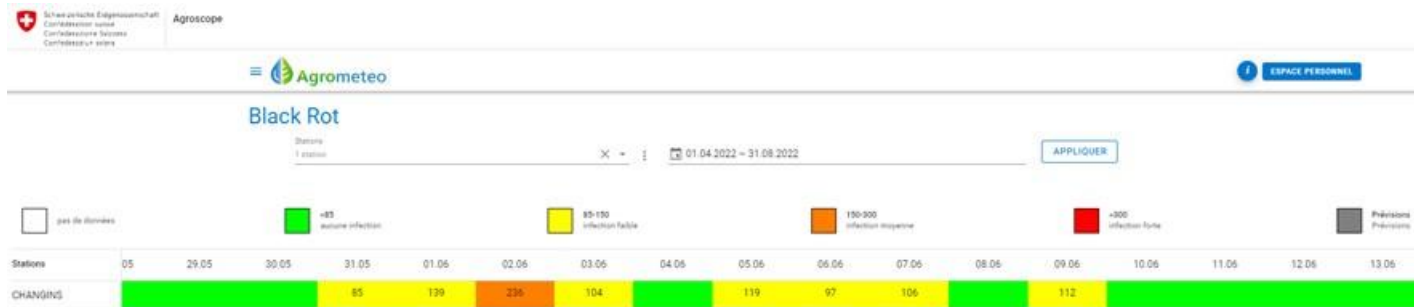 Schweizerische Eidgenossenschaft
Confédération suisse
Confederazione Svizzera
Confederaziun svizra
Agroscope
Agrometeo
i
ESPACE PERSONNEL
Black Rot
Stations
1 station
01.04.2022 – 31.08.2022
APPLIQUER
pas de données
<85
aucune infection
85-150
infection faible
150-300
infection moyenne
>300
infection forte
Prévisions
Prévisions
Stations 05 29.05 30.05 31.05 01.06 02.06 03.06 04.06 05.06 06.06 07.06 08.06 09.06 10.06 11.06 12.06 13.06
CHANGINS 85 139 236 104 119 97 106 112